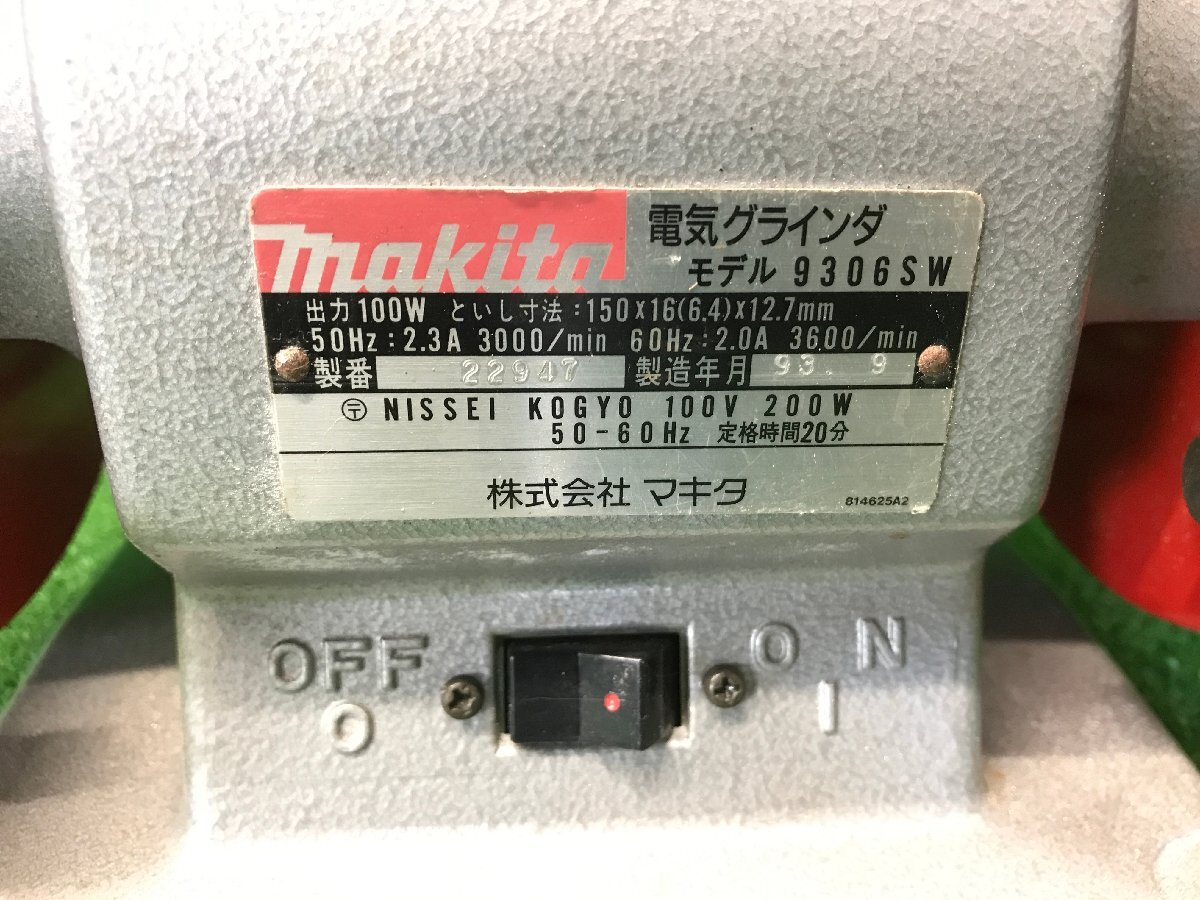 makita
電気グラインダ
モデル 9306SW
出力100W といし寸法:150×16(6.4)×12.7mm
50Hz:2.3A 3000/min 60Hz:2.0A 3600/min
製番 22947 製造年月 93. 9
〶 NISSEI KOGYO 100V 200W
50-60Hz 定格時間20分
株式会社 マキタ 814625A2
OFF ON
O I